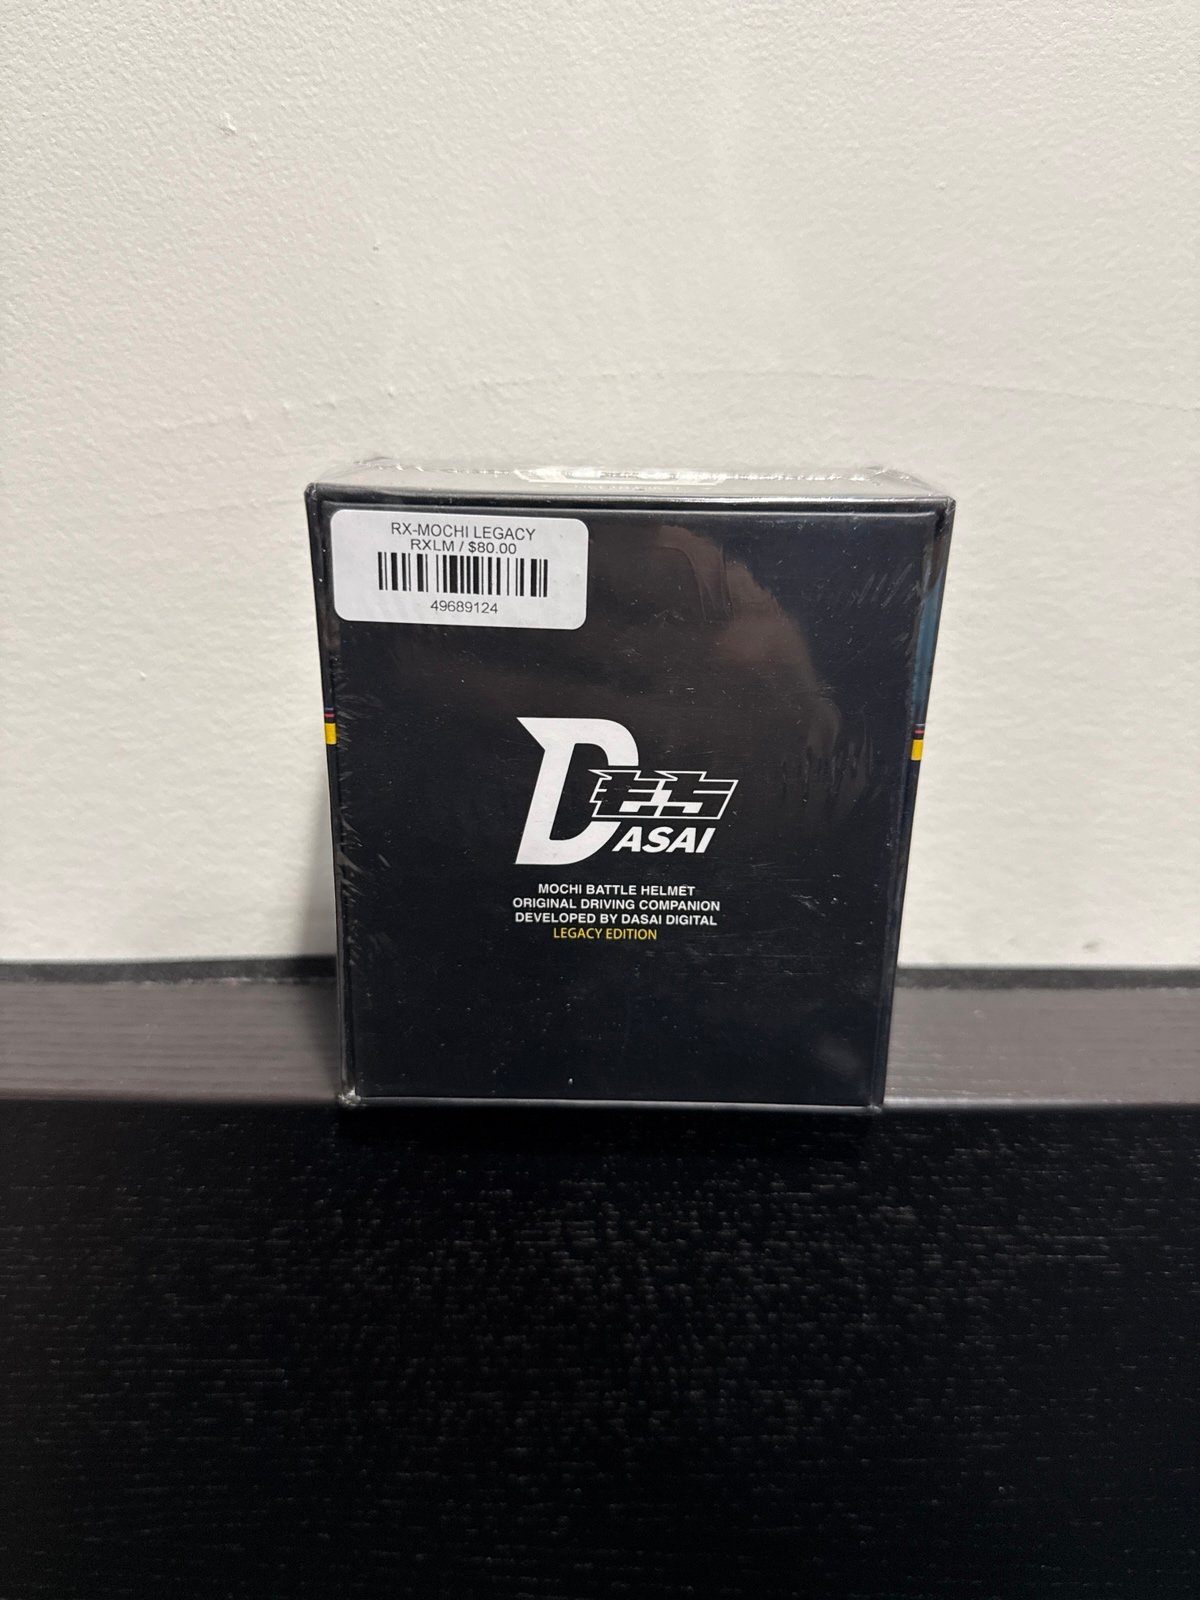 RX-MOCHI LEGACY
RXLM / $80.00
49689124
D
もち
ASAI
MOCHI BATTLE HELMET
ORIGINAL DRIVING COMPANION
DEVELOPED BY DASAI DIGITAL
LEGACY EDITION